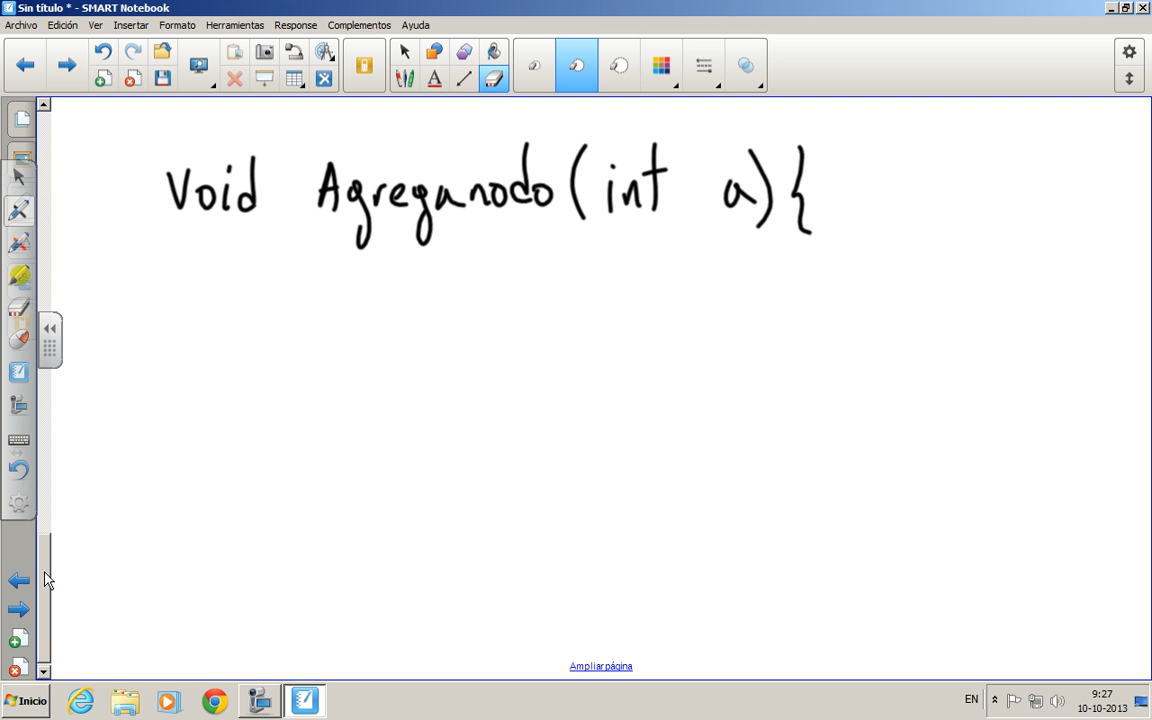 Sin título * - SMART Notebook
Archivo Edición Ver Insertar Formato Herramientas Response Complementos Ayuda
Void Agreganodo (int a) {
Ampliar página
Inicio
EN
9:27
10-10-2013